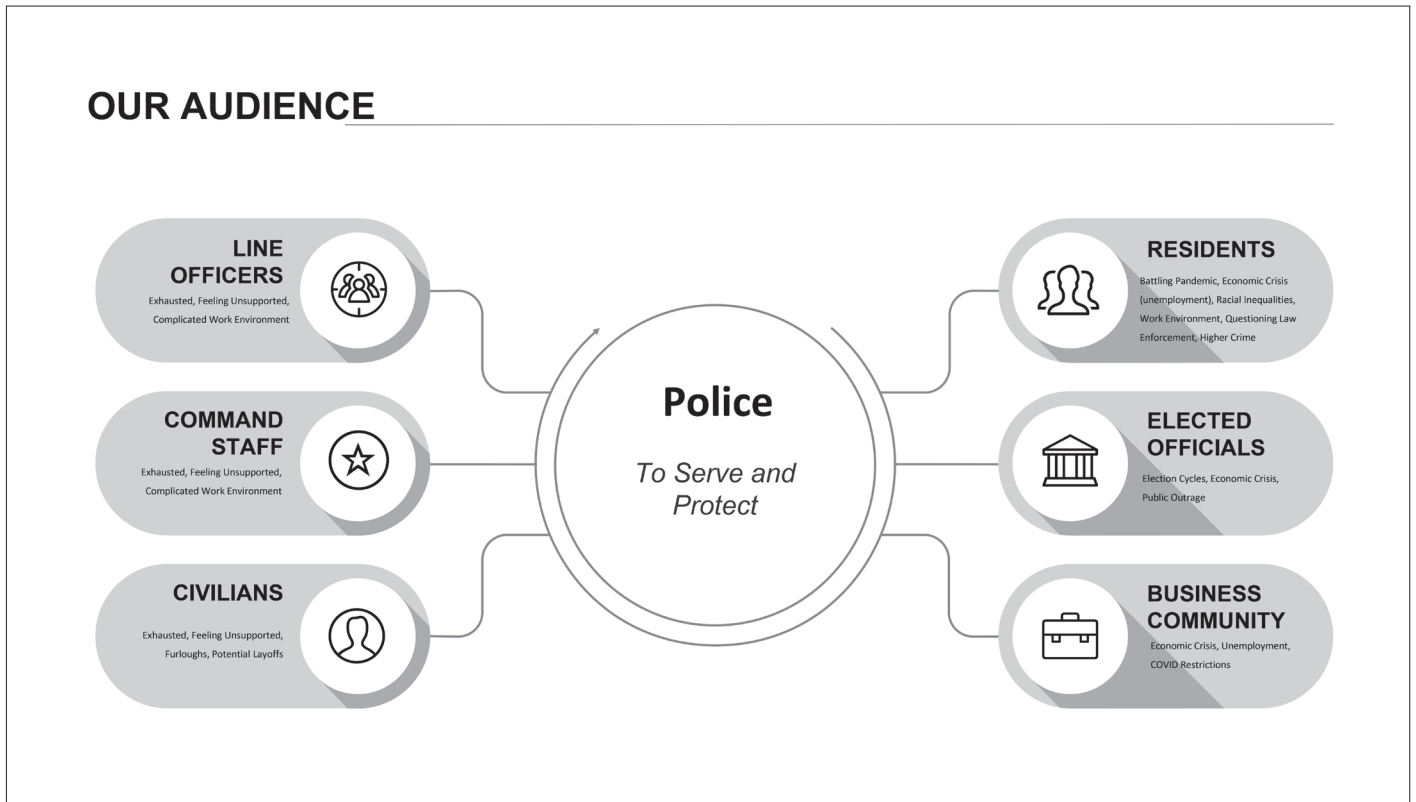 OUR AUDIENCE
LINE
OFFICERS
Exhausted, Feeling Unsupported,
Complicated Work Environment
COMMAND
STAFF
Exhausted, Feeling Unsupported,
Complicated Work Environment
CIVILIANS
Exhausted, Feeling Unsupported,
Furloughs, Potential Layoffs
Police
To Serve and
Protect
RESIDENTS
Battling Pandemic, Economic Crisis
(unemployment), Racial Inequalities,
Work Environment, Questioning Law
Enforcement, Higher Crime
ELECTED
OFFICIALS
Election Cycles, Economic Crisis,
Public Outrage
BUSINESS
COMMUNITY
Economic Crisis, Unemployment,
COVID Restrictions